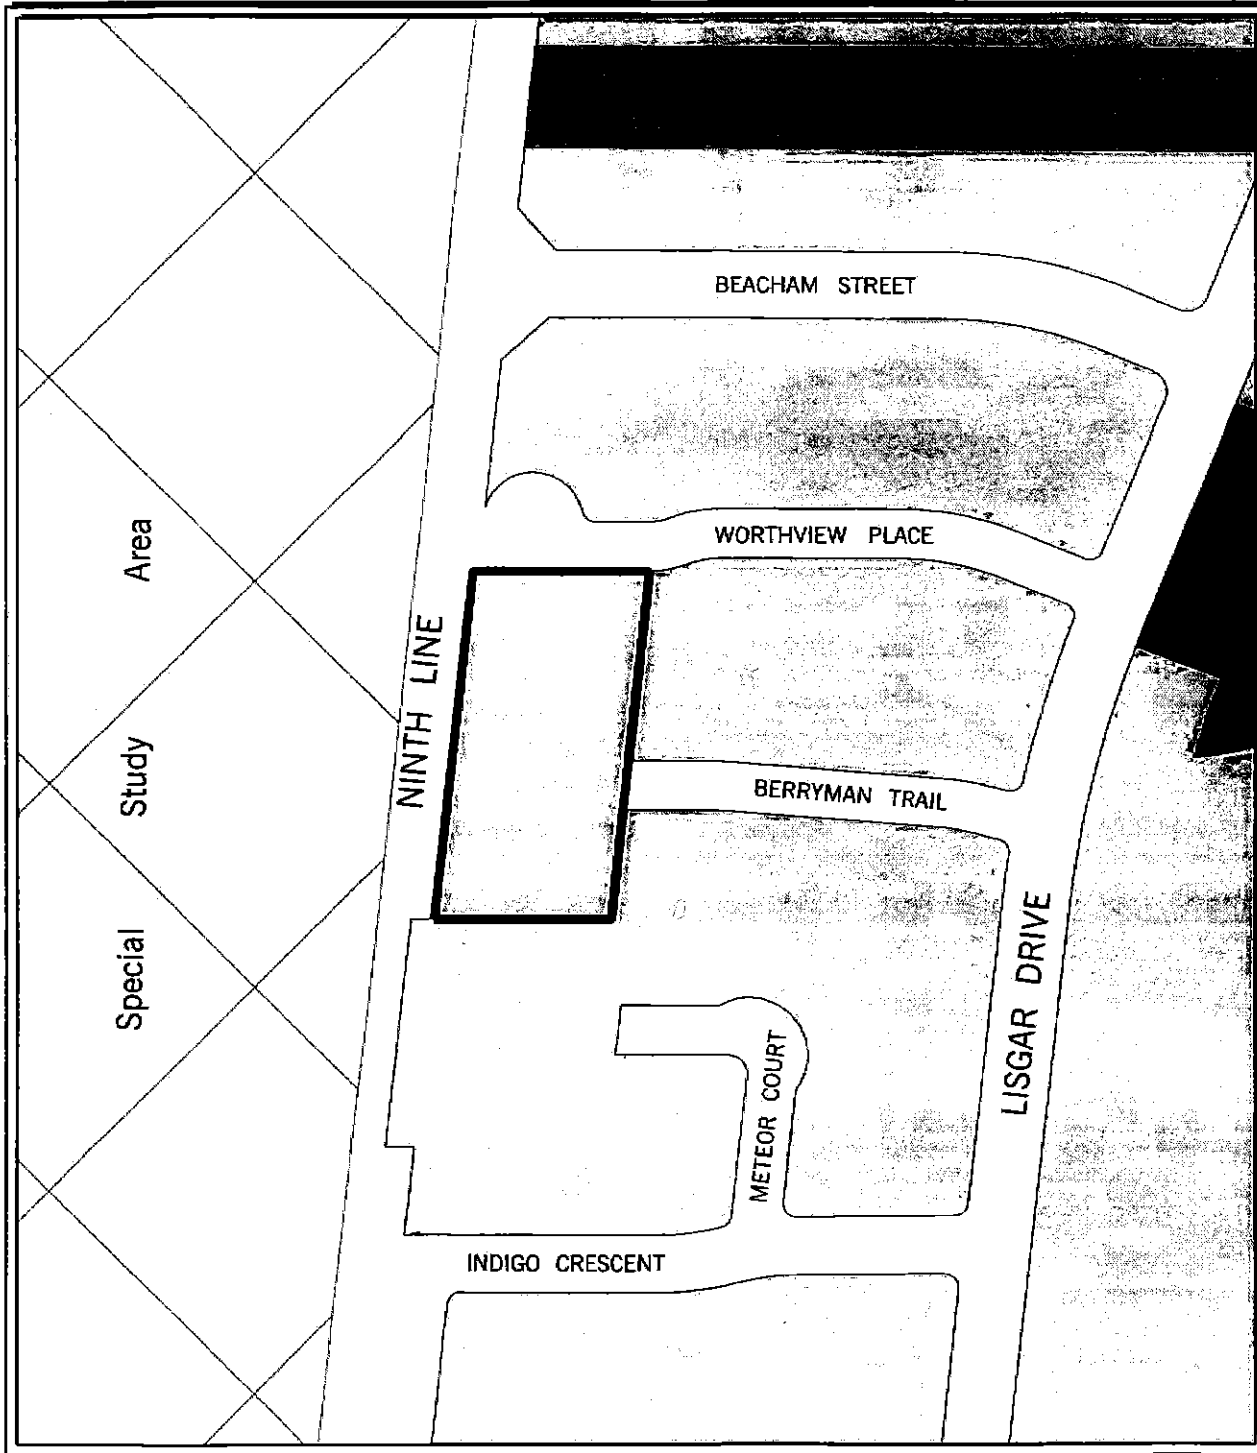 BEACHAM STREET
WORTHVIEW PLACE
NINTH LINE
BERRYMAN TRAIL
Special Study Area
LISGAR DRIVE
METEOR COURT
INDIGO CRESCENT